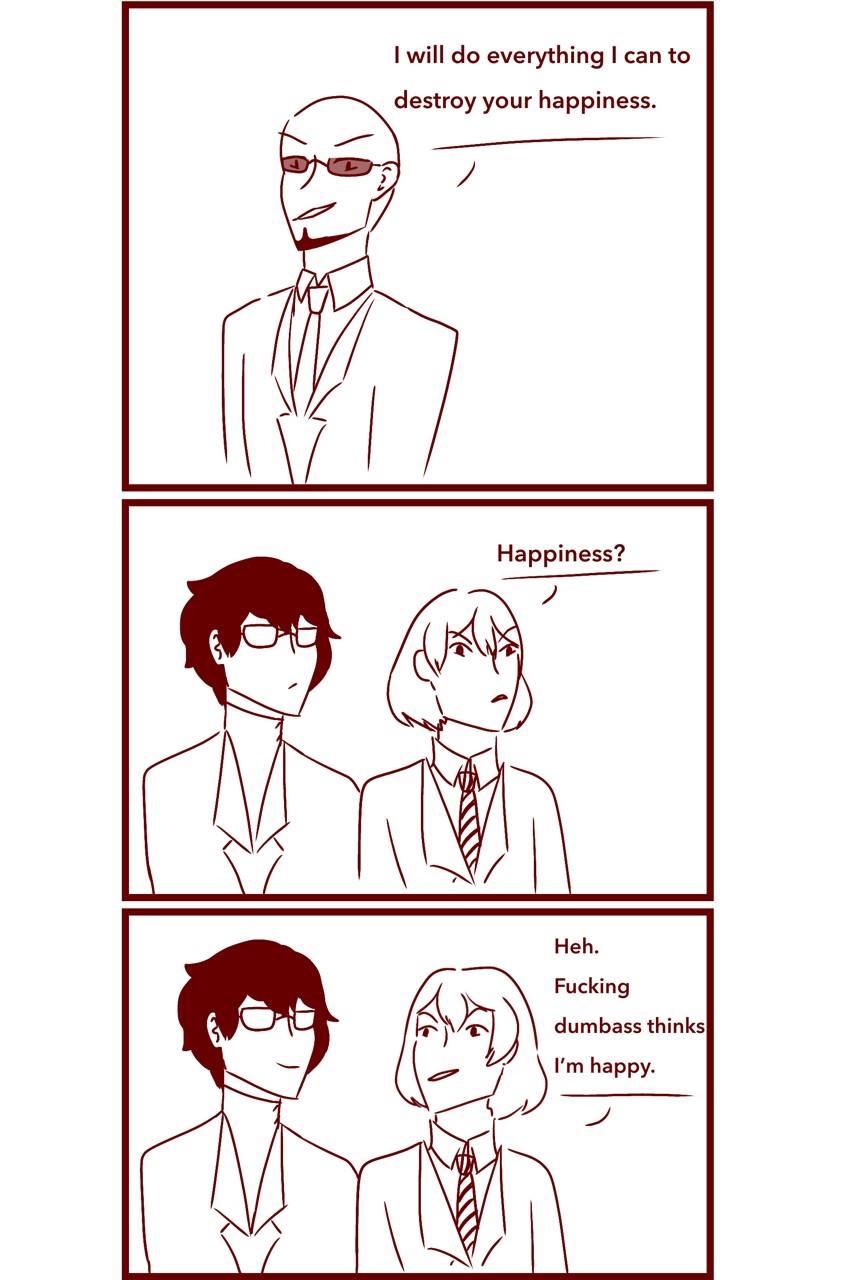 I will do everything I can to
destroy your happiness.
Happiness?
Heh.
Fucking
dumbass thinks
I'm happy.